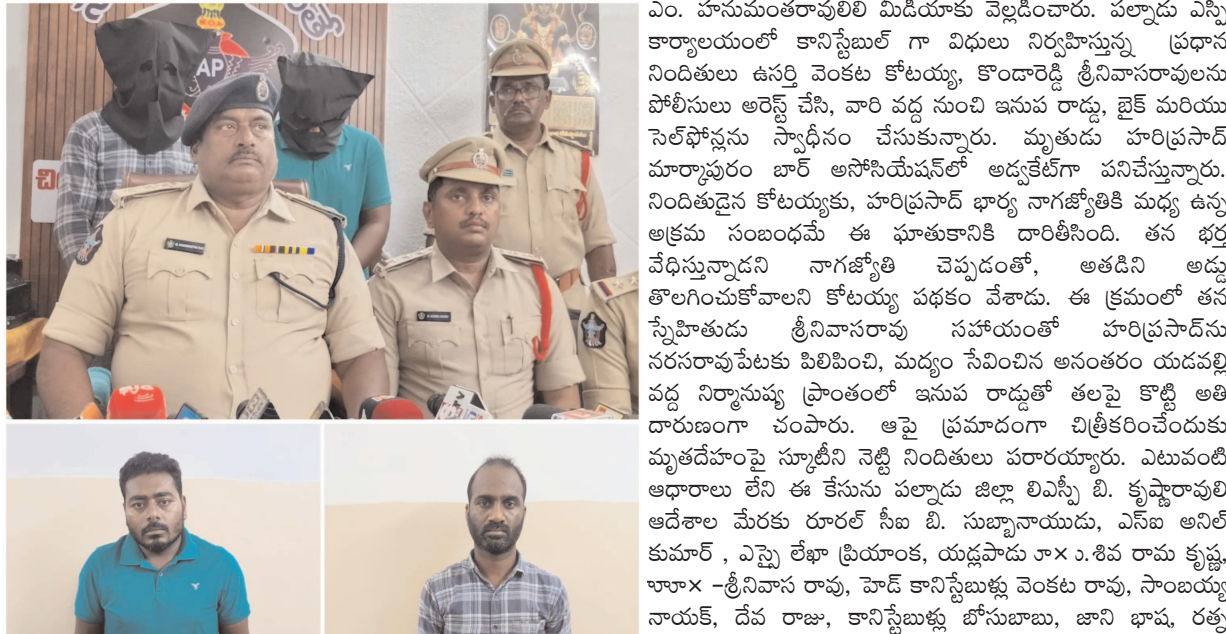 AP
చి
ఎం. హనుమంతరావులిలి మీడియాకు వెల్లడించారు. పల్నాడు ఎస్పీ
కార్యాలయంలో కానిస్టేబుల్ గా విధులు నిర్వహిస్తున్న ప్రధాన
నిందితులు ఉసర్తి వెంకట కోటయ్య, కొండారెడ్డి శ్రీనివాసరావులను
పోలీసులు అరెస్ట్ చేసి, వారి వద్ద నుంచి ఇనుప రాడ్డు, బైక్ మరియు
సెల్‌ఫోన్లను స్వాధీనం చేసుకున్నారు. మృతుడు హరిప్రసాద్
మార్కాపురం బార్ అసోసియేషన్‌లో అడ్వకేట్‌గా పనిచేస్తున్నారు.
నిందితుడైన కోటయ్యకు, హరిప్రసాద్ భార్య నాగజ్యోతికి మధ్య ఉన్న
అక్రమ సంబంధమే ఈ ఘాతుకానికి దారితీసింది. తన భర్త
వేధిస్తున్నాడని నాగజ్యోతి చెప్పడంతో, అతడిని అడ్డు
తొలగించుకోవాలని కోటయ్య పథకం వేశాడు. ఈ క్రమంలో తన
స్నేహితుడు శ్రీనివాసరావు సహాయంతో హరిప్రసాద్‌ను
నరసరావుపేటకు పిలిపించి, మద్యం సేవించిన అనంతరం యడవల్లి
వద్ద నిర్మానుష్య ప్రాంతంలో ఇనుప రాడ్డుతో తలపై కొట్టి అతి
దారుణంగా చంపారు. ఆపై ప్రమాదంగా చిత్రీకరించేందుకు
మృతదేహంపై స్కూటీని నెట్టి నిందితులు పరారయ్యారు. ఎటువంటి
ఆధారాలు లేని ఈ కేసును పల్నాడు జిల్లా లిఎస్పీ బి. కృష్ణారావులి
ఆదేశాల మేరకు రూరల్ సీఐ బి. సుబ్బానాయుడు, ఎస్ఐ అనిల్
కుమార్ , ఎస్సై లేఖా ప్రియాంక, యడ్లపాడు శివ రామ కృష్ణ,
–శ్రీనివాస రావు, హెడ్ కానిస్టేబుళ్లు వెంకట రావు, సాంబయ్య
నాయక్, దేవ రాజు, కానిస్టేబుళ్లు బోసుబాబు, జాని భాష, రత్న